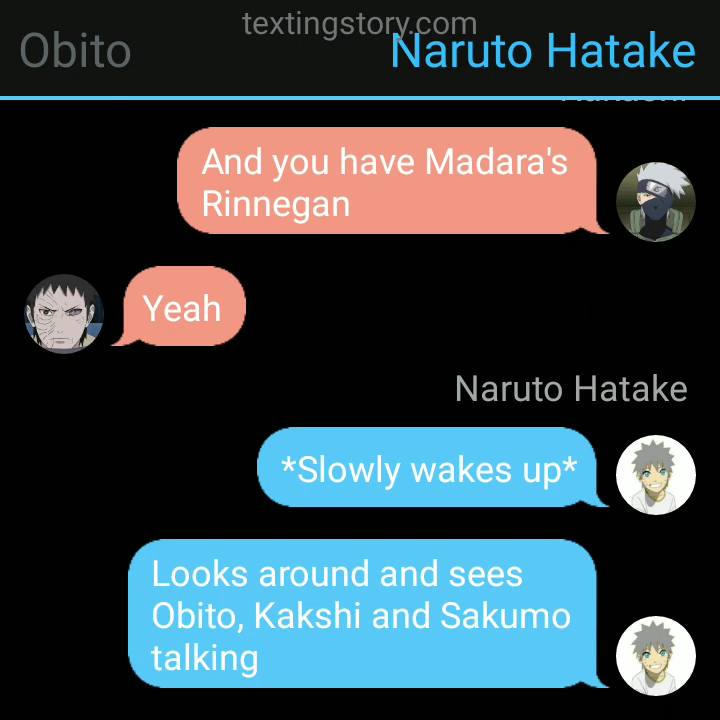 textingstory.com
Obito
Naruto Hatake
And you have Madara's
Rinnegan
Yeah
Naruto Hatake
*Slowly wakes up*
Looks around and sees
Obito, Kakshi and Sakumo
talking